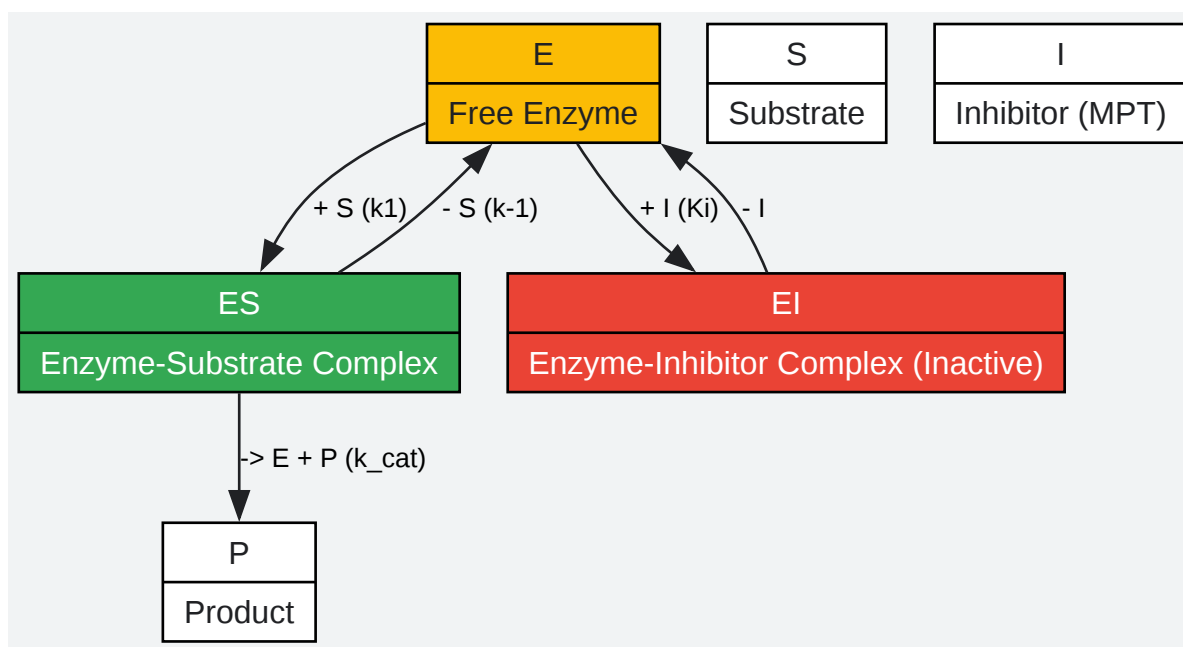 E
Free Enzyme
S
Substrate
I
Inhibitor (MPT)
+ S (k1)
- S (k-1)
+ I (Ki)
- I
ES
Enzyme-Substrate Complex
EI
Enzyme-Inhibitor Complex (Inactive)
-> E + P (k_cat)
P
Product